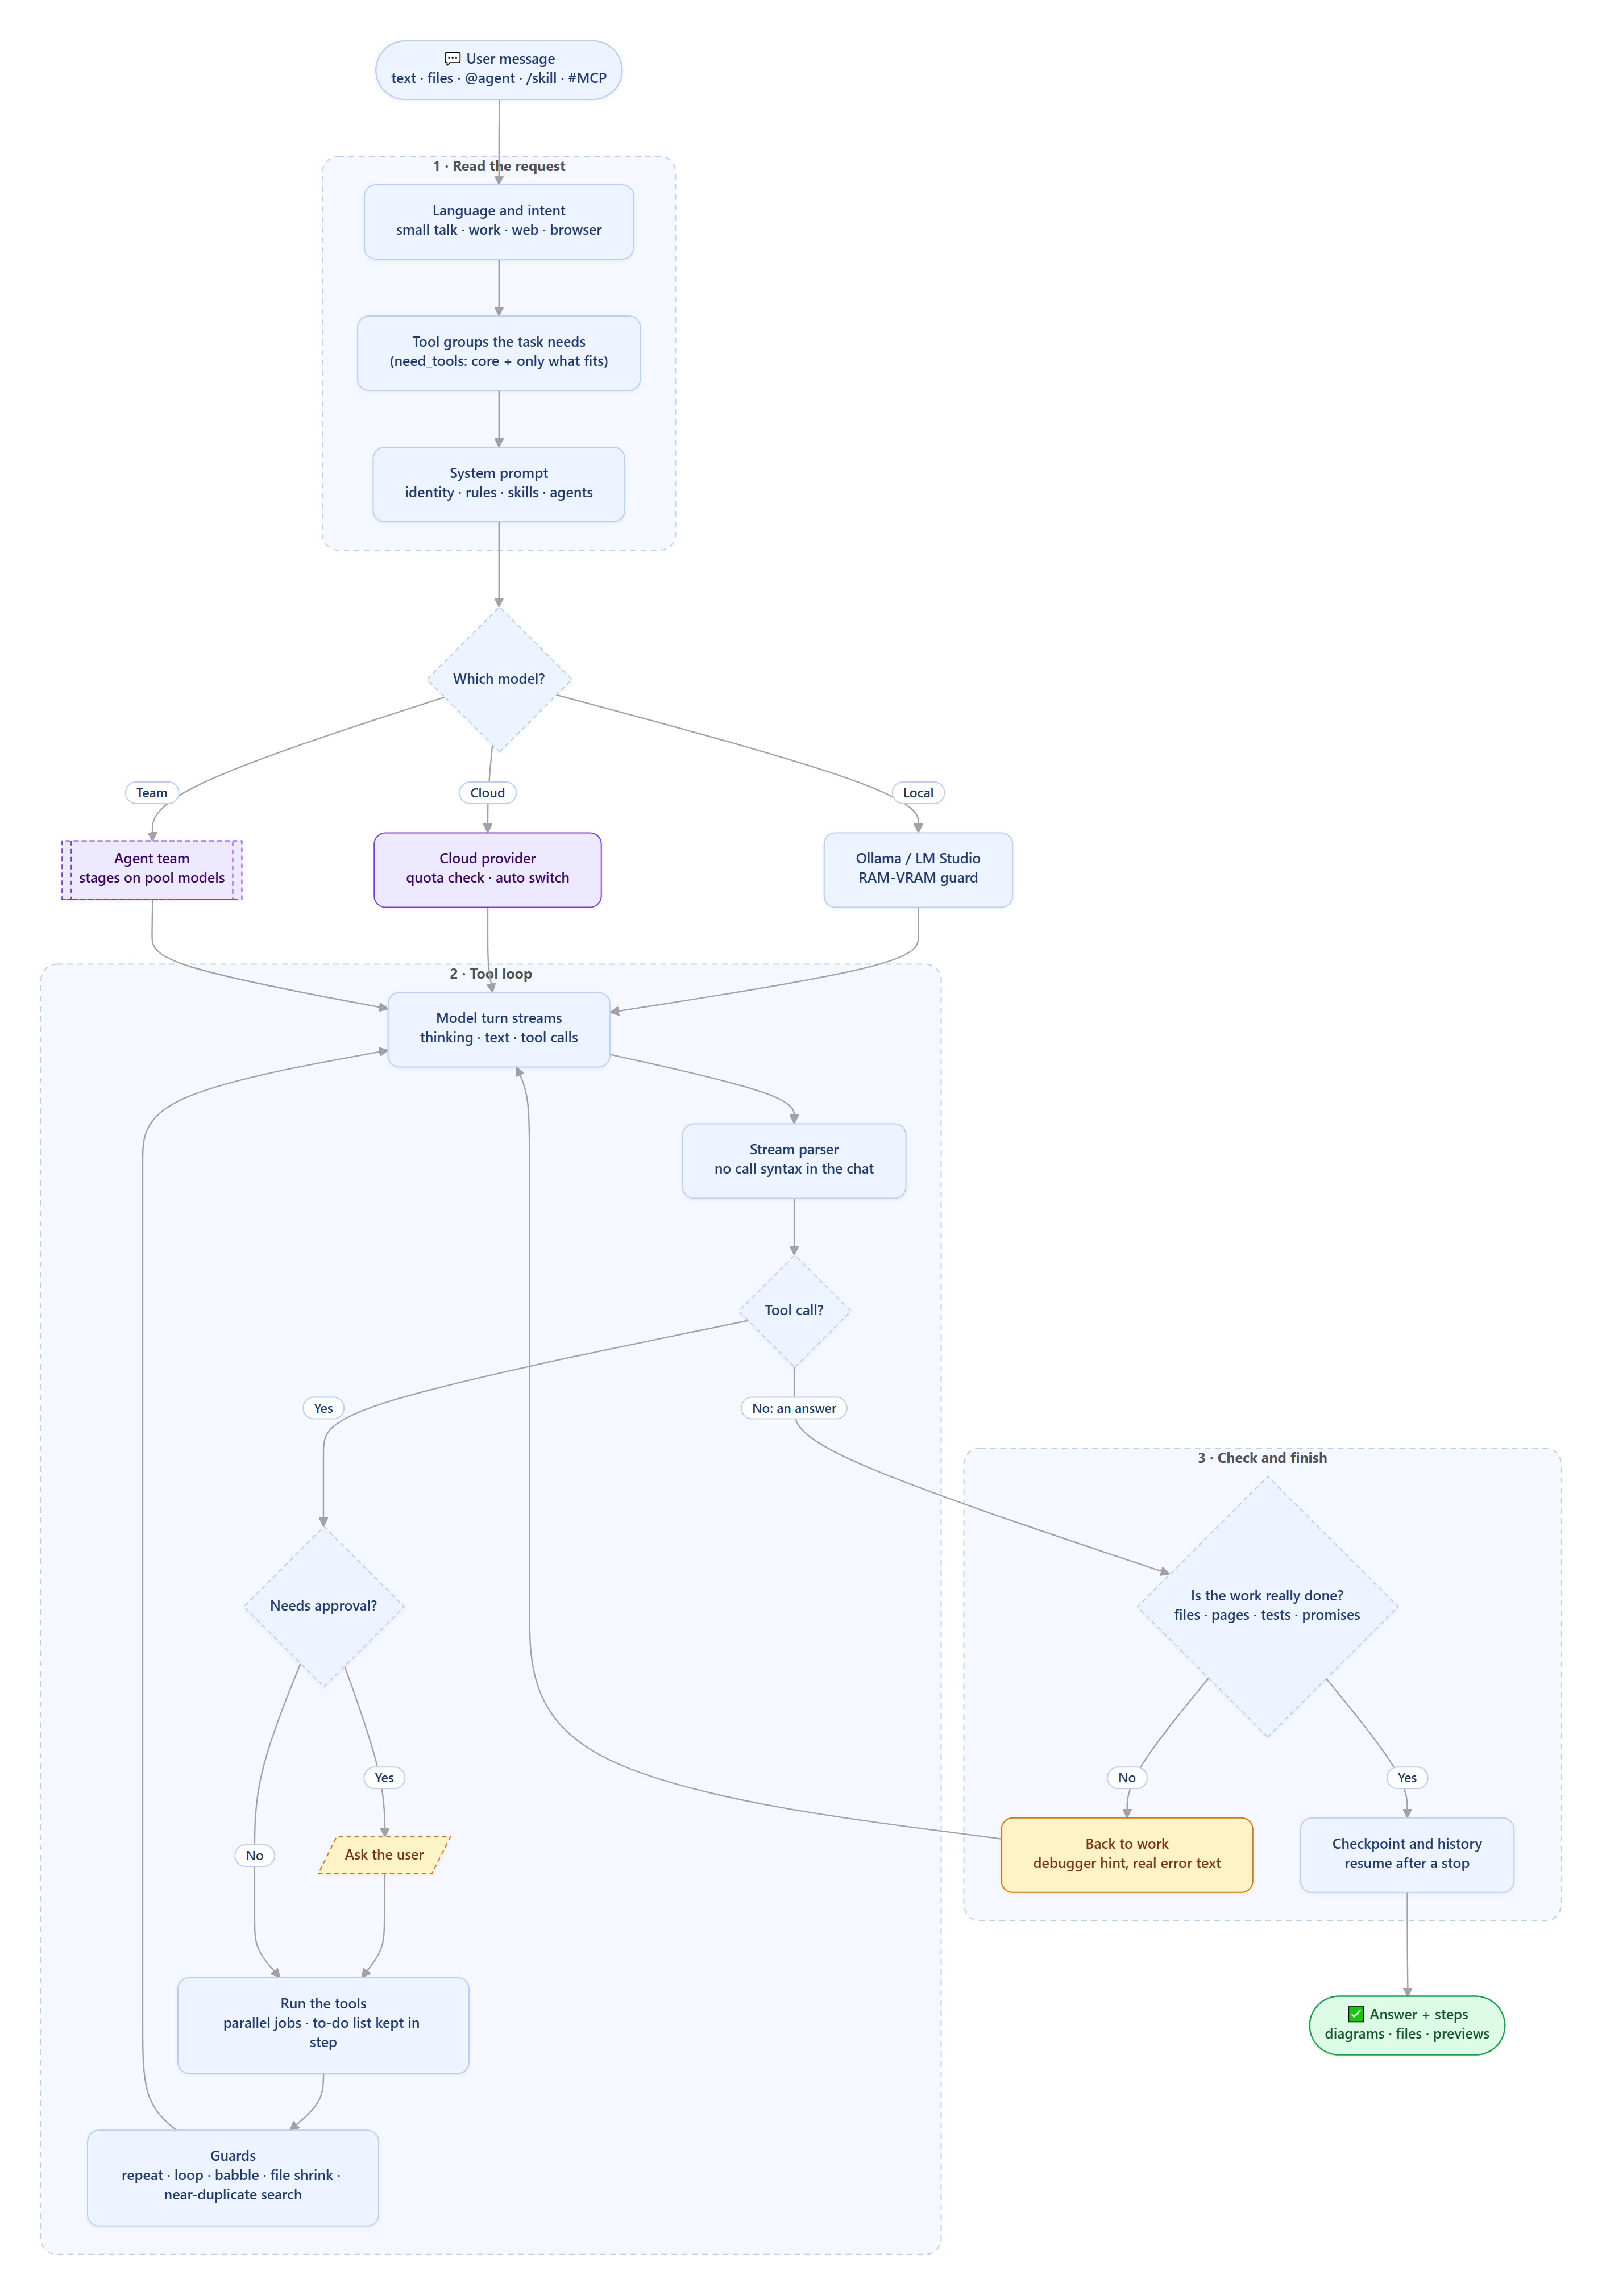 💬 User message
text · files · @agent · /skill · #MCP
1 · Read the request
Language and intent
small talk · work · web · browser
Tool groups the task needs
(need_tools: core + only what fits)
System prompt
identity · rules · skills · agents
Which model?
Team
Cloud
Local
Agent team
stages on pool models
Cloud provider
quota check · auto switch
Ollama / LM Studio
RAM-VRAM guard
2 · Tool loop
Model turn streams
thinking · text · tool calls
Stream parser
no call syntax in the chat
Tool call?
Yes
No: an answer
3 · Check and finish
Is the work really done?
files · pages · tests · promises
Needs approval?
Yes
No
Yes
No
Ask the user
Back to work
debugger hint, real error text
Checkpoint and history
resume after a stop
Run the tools
parallel jobs · to-do list kept in
step
✅ Answer + steps
diagrams · files · previews
Guards
repeat · loop · babble · file shrink ·
near-duplicate search